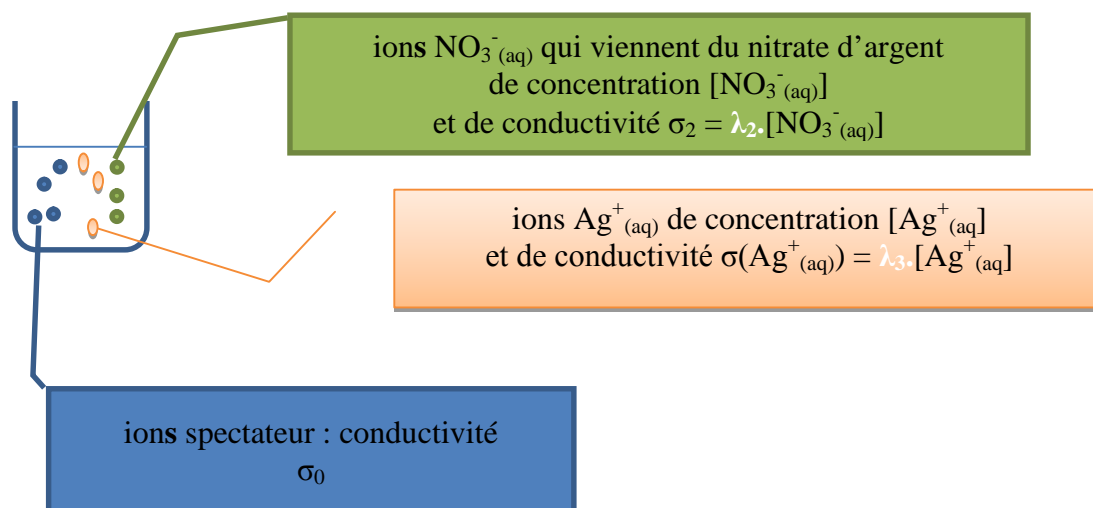 ions NO₃⁻(aq) qui viennent du nitrate d'argent
de concentration [NO₃⁻(aq)]
et de conductivité σ₂ = λ₂.[NO₃⁻(aq)]
ions Ag⁺(aq) de concentration [Ag⁺(aq]
et de conductivité σ(Ag⁺(aq)) = λ₃.[Ag⁺(aq]
ions spectateur : conductivité
σ₀